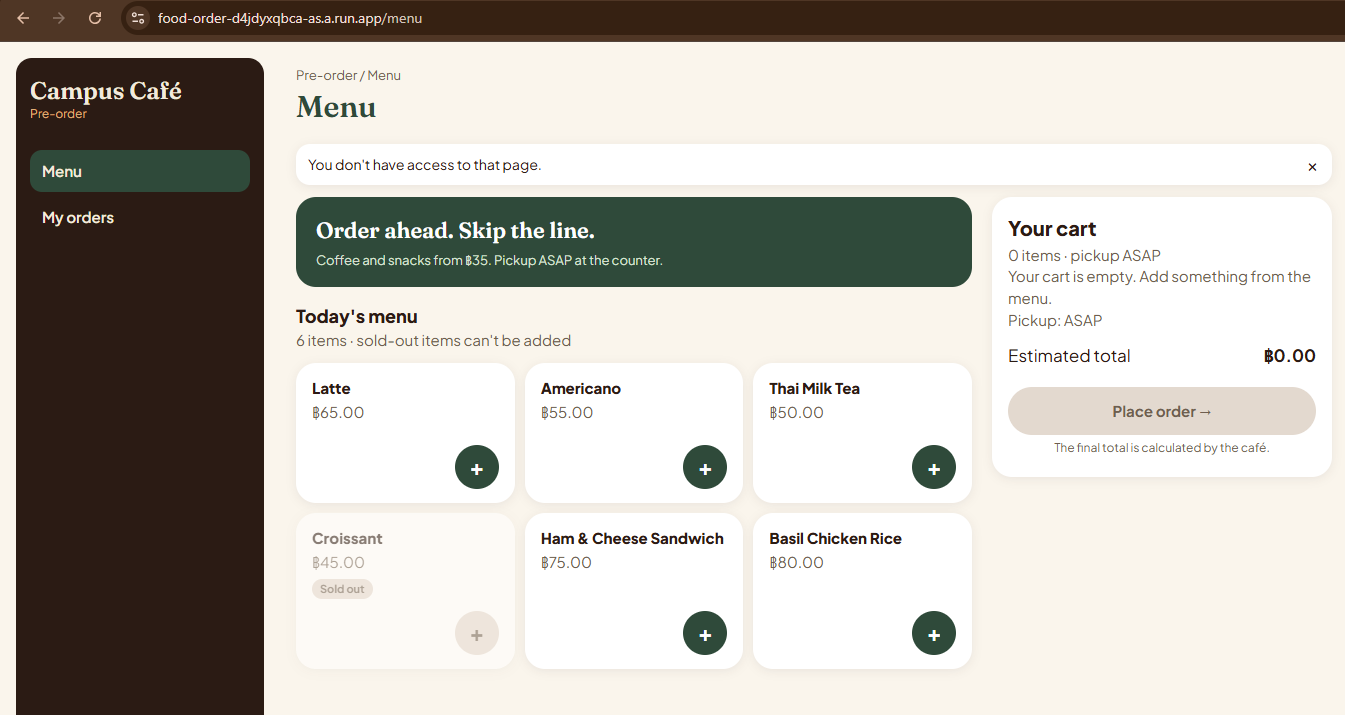 food-order-d4jdyxqbca-as.a.run.app/menu
Campus Café
Pre-order
Menu
My orders
Pre-order / Menu
Menu
You don't have access to that page.
×
Order ahead. Skip the line.
Coffee and snacks from ฿35. Pickup ASAP at the counter.
Today's menu
6 items · sold-out items can't be added
Latte
฿65.00
+
Americano
฿55.00
+
Thai Milk Tea
฿50.00
+
Croissant
฿45.00
Sold out
+
Ham & Cheese Sandwich
฿75.00
+
Basil Chicken Rice
฿80.00
+
Your cart
0 items · pickup ASAP
Your cart is empty. Add something from the
menu.
Pickup: ASAP
Estimated total ฿0.00
Place order →
The final total is calculated by the café.